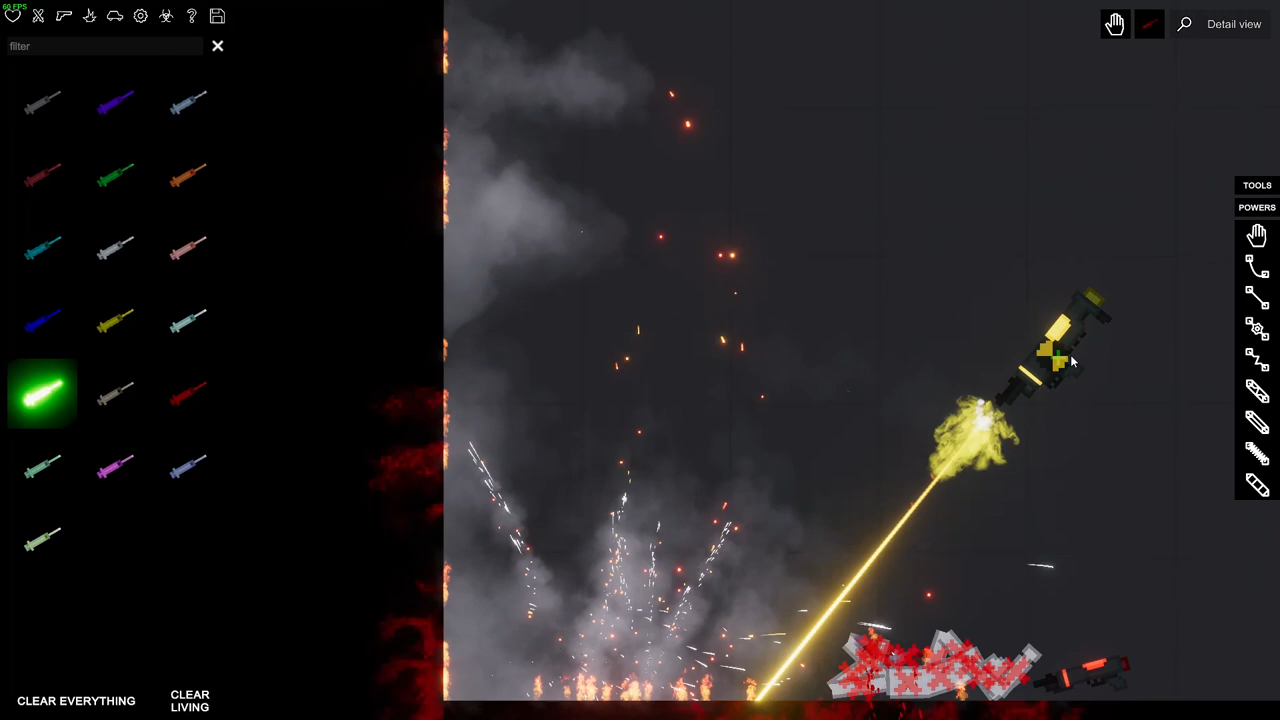 60 FPS
filter
Detail view
TOOLS
POWERS
CLEAR EVERYTHING
CLEAR
LIVING